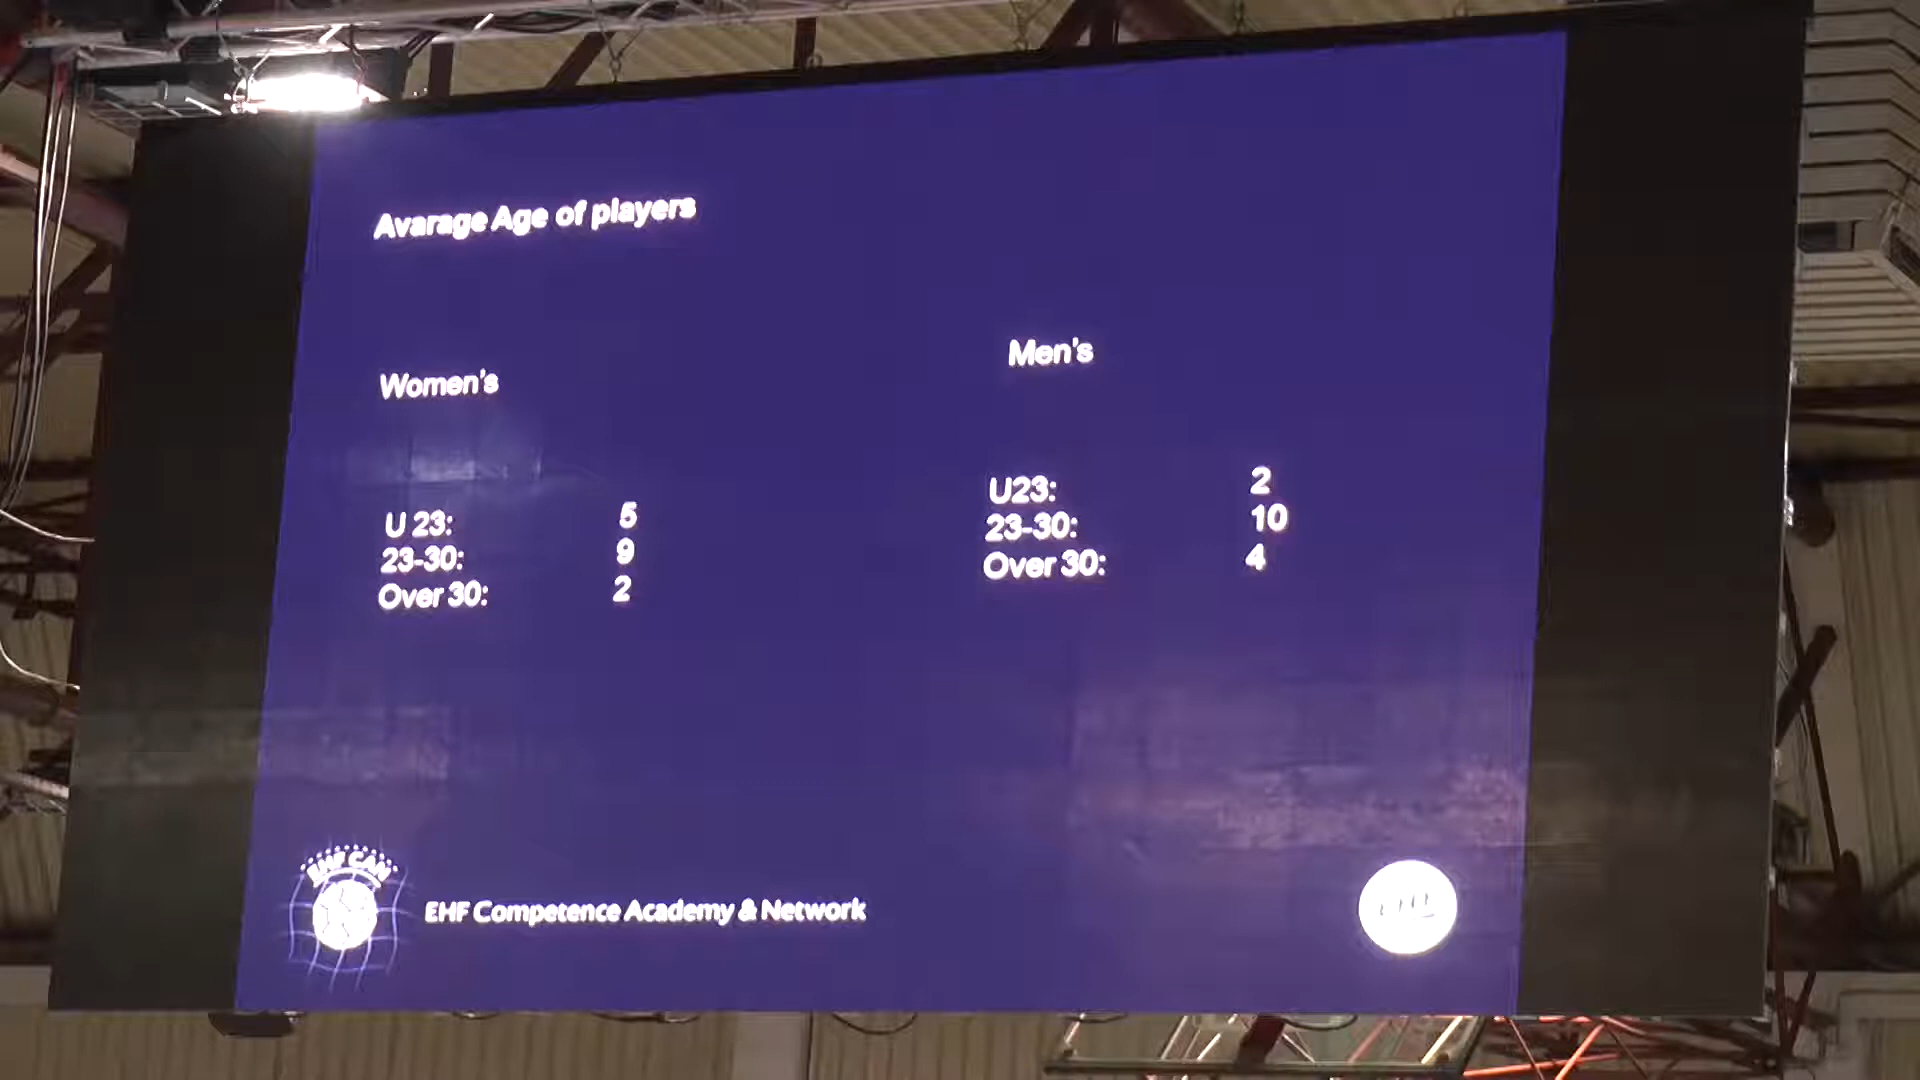 Avarage Age of players
Women's
U 23: 5
23-30: 9
Over 30: 2
Men's
U23: 2
23-30: 10
Over 30: 4
EHF CAN
EHF Competence Academy & Network